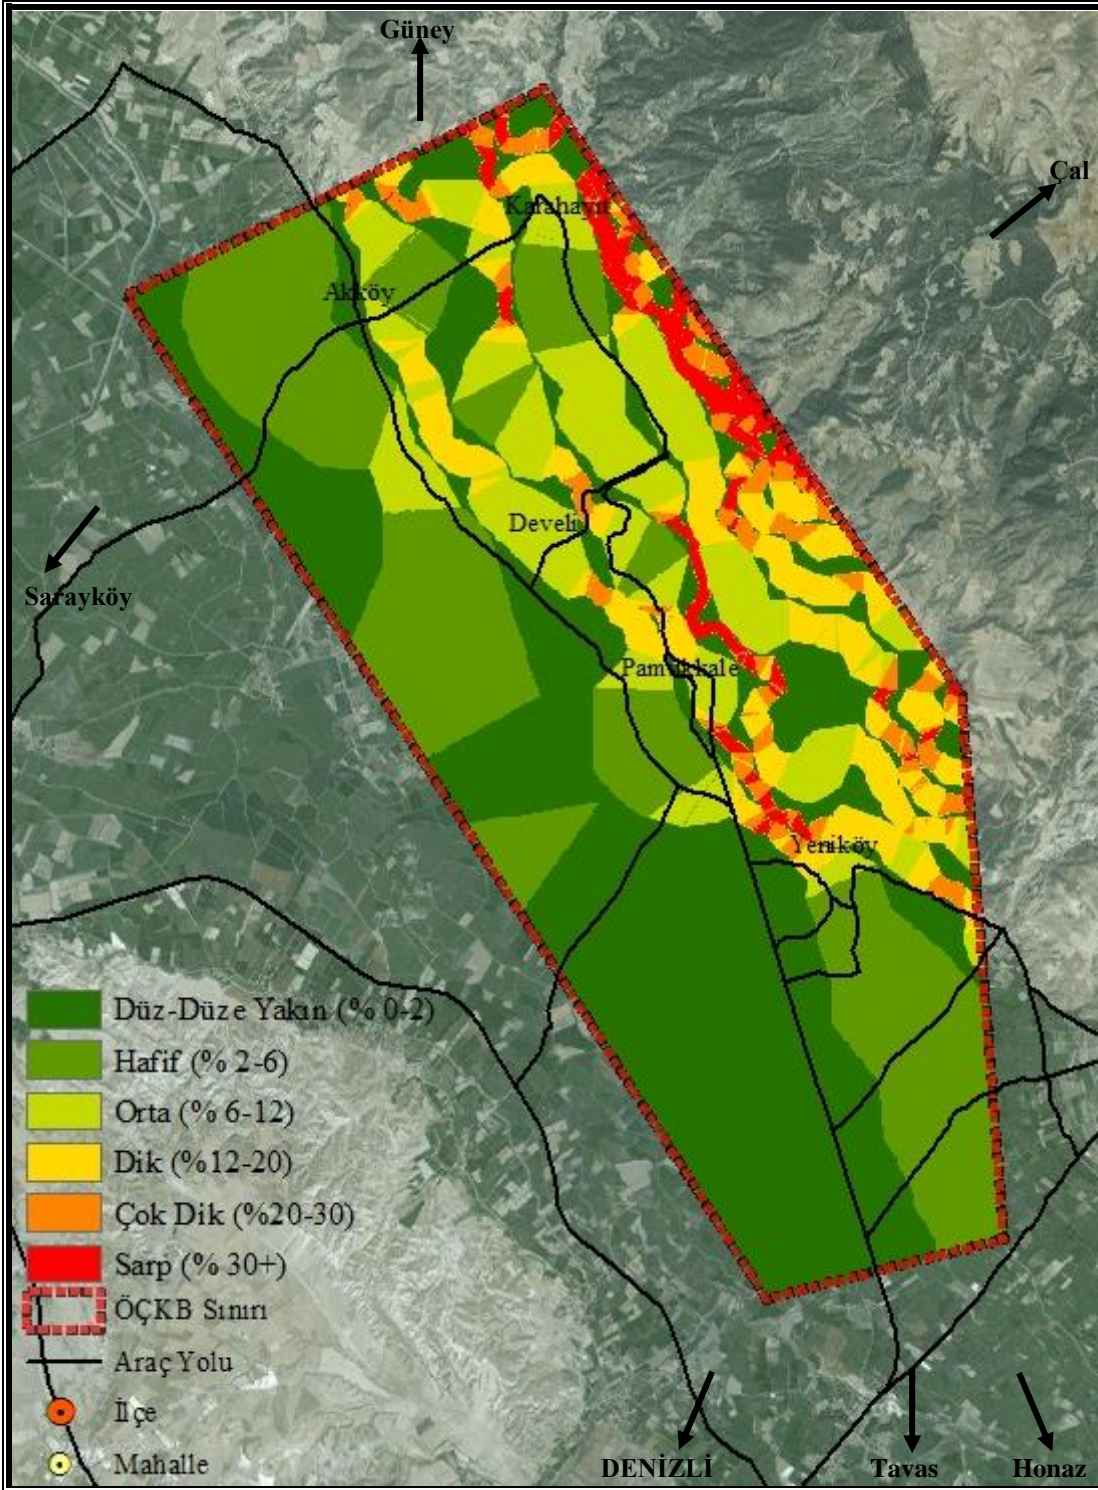 Güney
Çal
Karahayıt
Akköy
Develi
Sarayköy
Pamukkale
Yeniköy
Düz-Düze Yakın (% 0-2)
Hafif (% 2-6)
Orta (% 6-12)
Dik (%12-20)
Çok Dik (%20-30)
Sarp (% 30+)
ÖÇKB Sınırı
Araç Yolu
İlçe
Mahalle
DENİZLİ
Tavas
Honaz